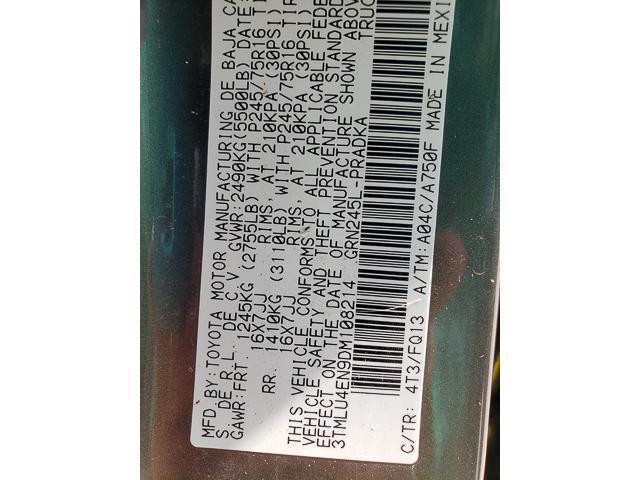 MFD.BY:TOYOTA MOTOR MANUFACTURING DE BAJA CA
S. DE R.L. DE C.V. GVWR:2490KG(5500LB) DATE:
GAWR:FRT. 1245KG (2755LB) WITH P245/75R16 TIR
16X7JJ RIMS, AT 210KPA (30PSI)
RR. 1410KG (3110LB) WITH P245/75R16 TIR
16X7JJ RIMS, AT 210KPA (30PSI)
THIS VEHICLE CONFORMS TO ALL APPLICABLE FEDE
VEHICLE SAFETY AND THEFT PREVENTION STANDARD
EFFECT ON THE DATE OF MANUFACTURE SHOWN ABOV
3TMLU4EN9DM108214 GRN245L-PRADKA TRUC
C/TR: 4T3/FQ13 A/TM:A04C/A750F MADE IN MEXI